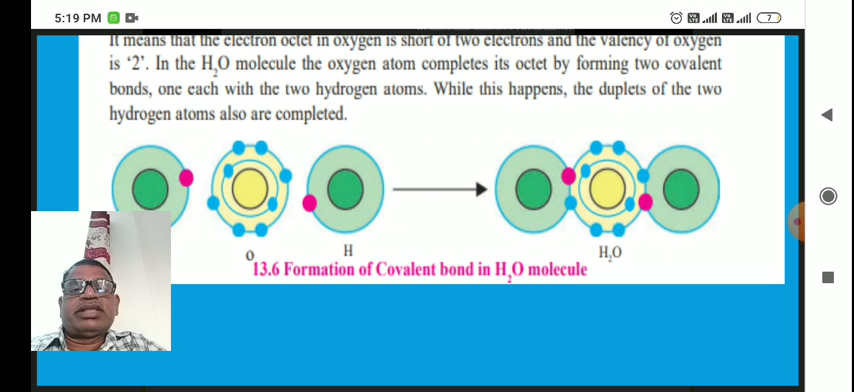 5:19 PM
7
It means that the electron octet in oxygen is short of two electrons and the valency of oxygen
is ‘2’. In the H₂O molecule the oxygen atom completes its octet by forming two covalent
bonds, one each with the two hydrogen atoms. While this happens, the duplets of the two
hydrogen atoms also are completed.
O
H
H₂O
13.6 Formation of Covalent bond in H₂O molecule